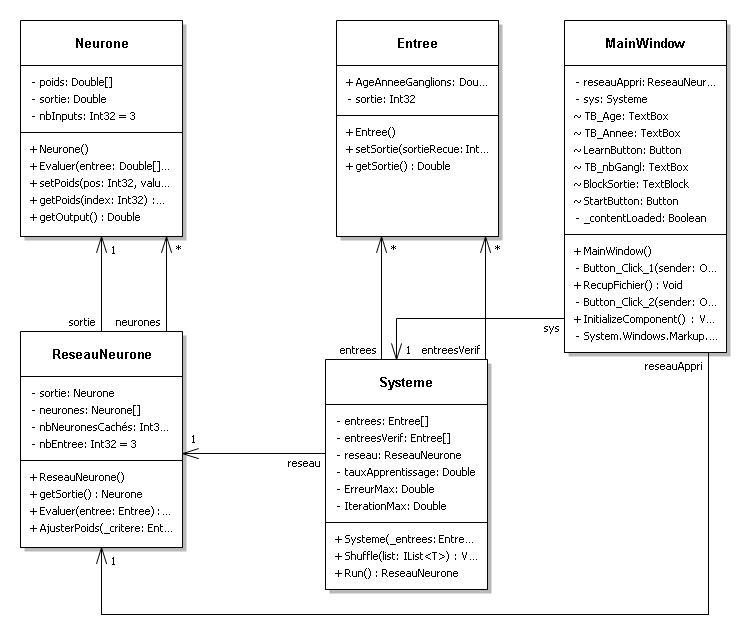 Neurone
- poids: Double[]
- sortie: Double
- nbInputs: Int32 = 3
+ Neurone()
+ Evaluer(entree: Double[]...
+ setPoids(pos: Int32, valu...
+ getPoids(index: Int32) :...
+ getOutput() : Double
Entree
+ AgeAnneeGanglions: Dou...
- sortie: Int32
+ Entree()
+ setSortie(sortieRecue: Int...
+ getSortie() : Double
MainWindow
- reseauAppri: ReseauNeur...
- sys: Systeme
~ TB_Age: TextBox
~ TB_Annee: TextBox
~ LearnButton: Button
~ TB_nbGangl: TextBox
~ BlockSortie: TextBlock
~ StartButton: Button
- _contentLoaded: Boolean
+ MainWindow()
- Button_Click_1(sender: O...
+ RecupFichier() : Void
- Button_Click_2(sender: O...
+ InitializeComponent() : V...
- System.Windows.Markup....
1
*
sortie
neurones
*
*
entrees
entreesVerif
1
sys
reseauAppri
ReseauNeurone
- sortie: Neurone
- neurones: Neurone[]
- nbNeuronesCachés: Int3...
- nbEntree: Int32 = 3
+ ReseauNeurone()
+ getSortie() : Neurone
+ Evaluer(entree: Entree) :...
+ AjusterPoids(_critere: Ent...
1
reseau
Systeme
- entrees: Entree[]
- entreesVerif: Entree[]
- reseau: ReseauNeurone
- tauxApprentissage: Double
- ErreurMax: Double
- IterationMax: Double
+ Systeme(_entrees: Entre...
+ Shuffle(list: IList<T>) : V...
+ Run() : ReseauNeurone
1